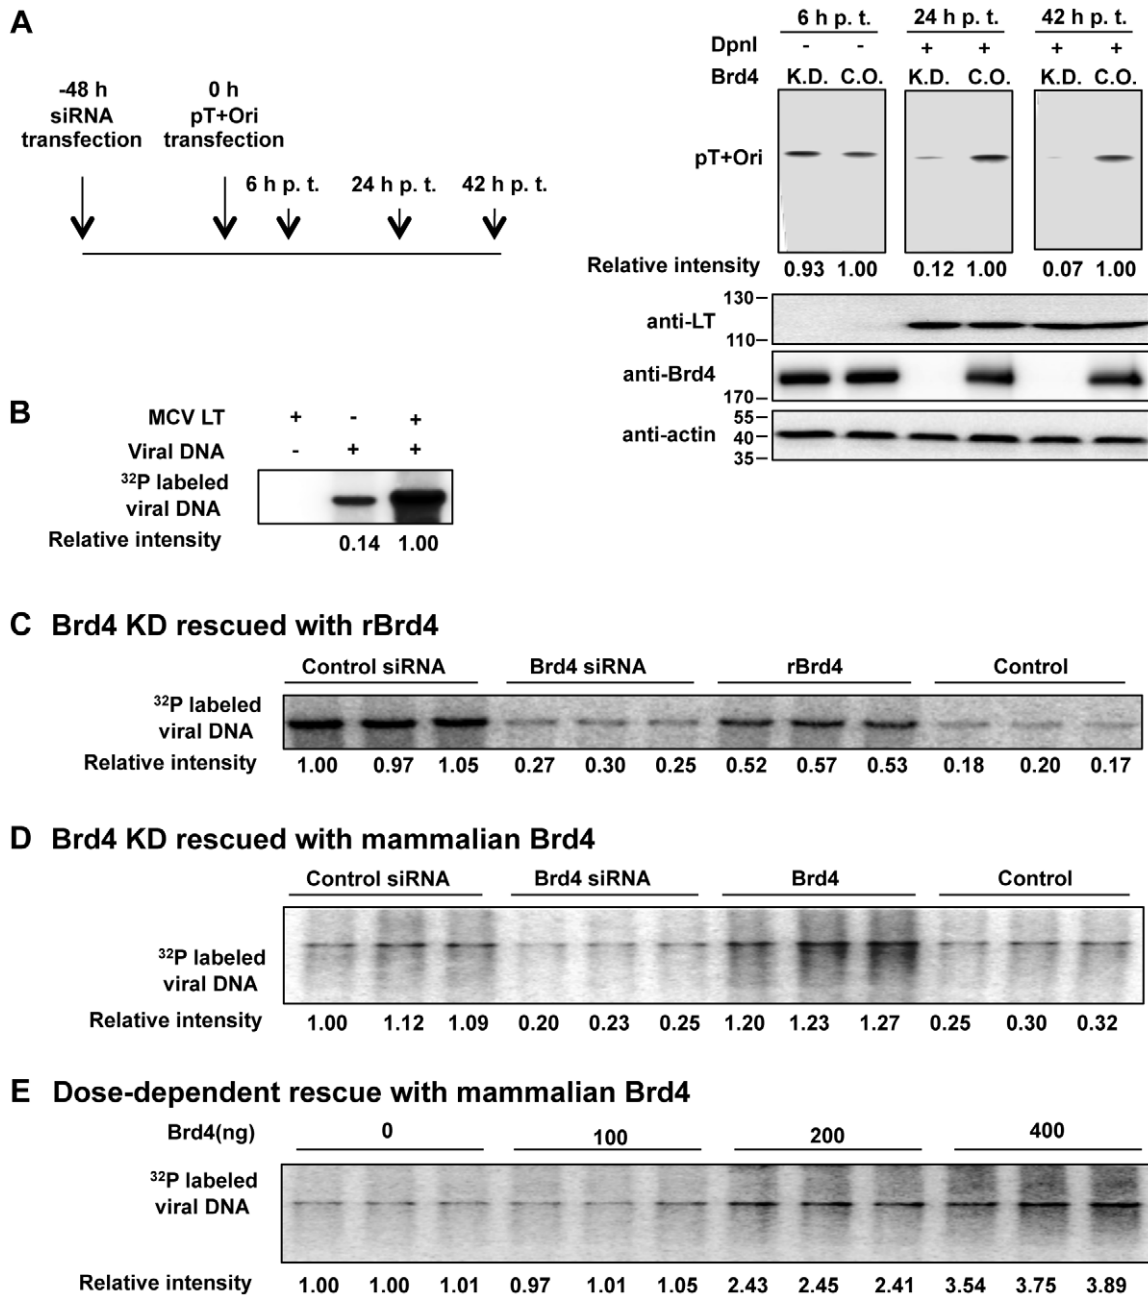 A
-48 h
siRNA
transfection
0 h
pT+Ori
transfection
6 h p. t.
24 h p. t.
42 h p. t.
6 h p. t. 24 h p. t. 42 h p. t.
DpnI - - + + + +
Brd4 K.D. C.O. K.D. C.O. K.D. C.O.
pT+Ori
Relative intensity 0.93 1.00 0.12 1.00 0.07 1.00
130
anti-LT
110
anti-Brd4
170
55
anti-actin 40
35
B
MCV LT + - +
Viral DNA - + +
32P labeled
viral DNA
Relative intensity 0.14 1.00
C Brd4 KD rescued with rBrd4
Control siRNA Brd4 siRNA rBrd4 Control
32P labeled
viral DNA
Relative intensity 1.00 0.97 1.05 0.27 0.30 0.25 0.52 0.57 0.53 0.18 0.20 0.17
D Brd4 KD rescued with mammalian Brd4
Control siRNA Brd4 siRNA Brd4 Control
32P labeled
viral DNA
Relative intensity 1.00 1.12 1.09 0.20 0.23 0.25 1.20 1.23 1.27 0.25 0.30 0.32
E Dose-dependent rescue with mammalian Brd4
Brd4(ng) 0 100 200 400
32P labeled
viral DNA
Relative intensity 1.00 1.00 1.01 0.97 1.01 1.05 2.43 2.45 2.41 3.54 3.75 3.89